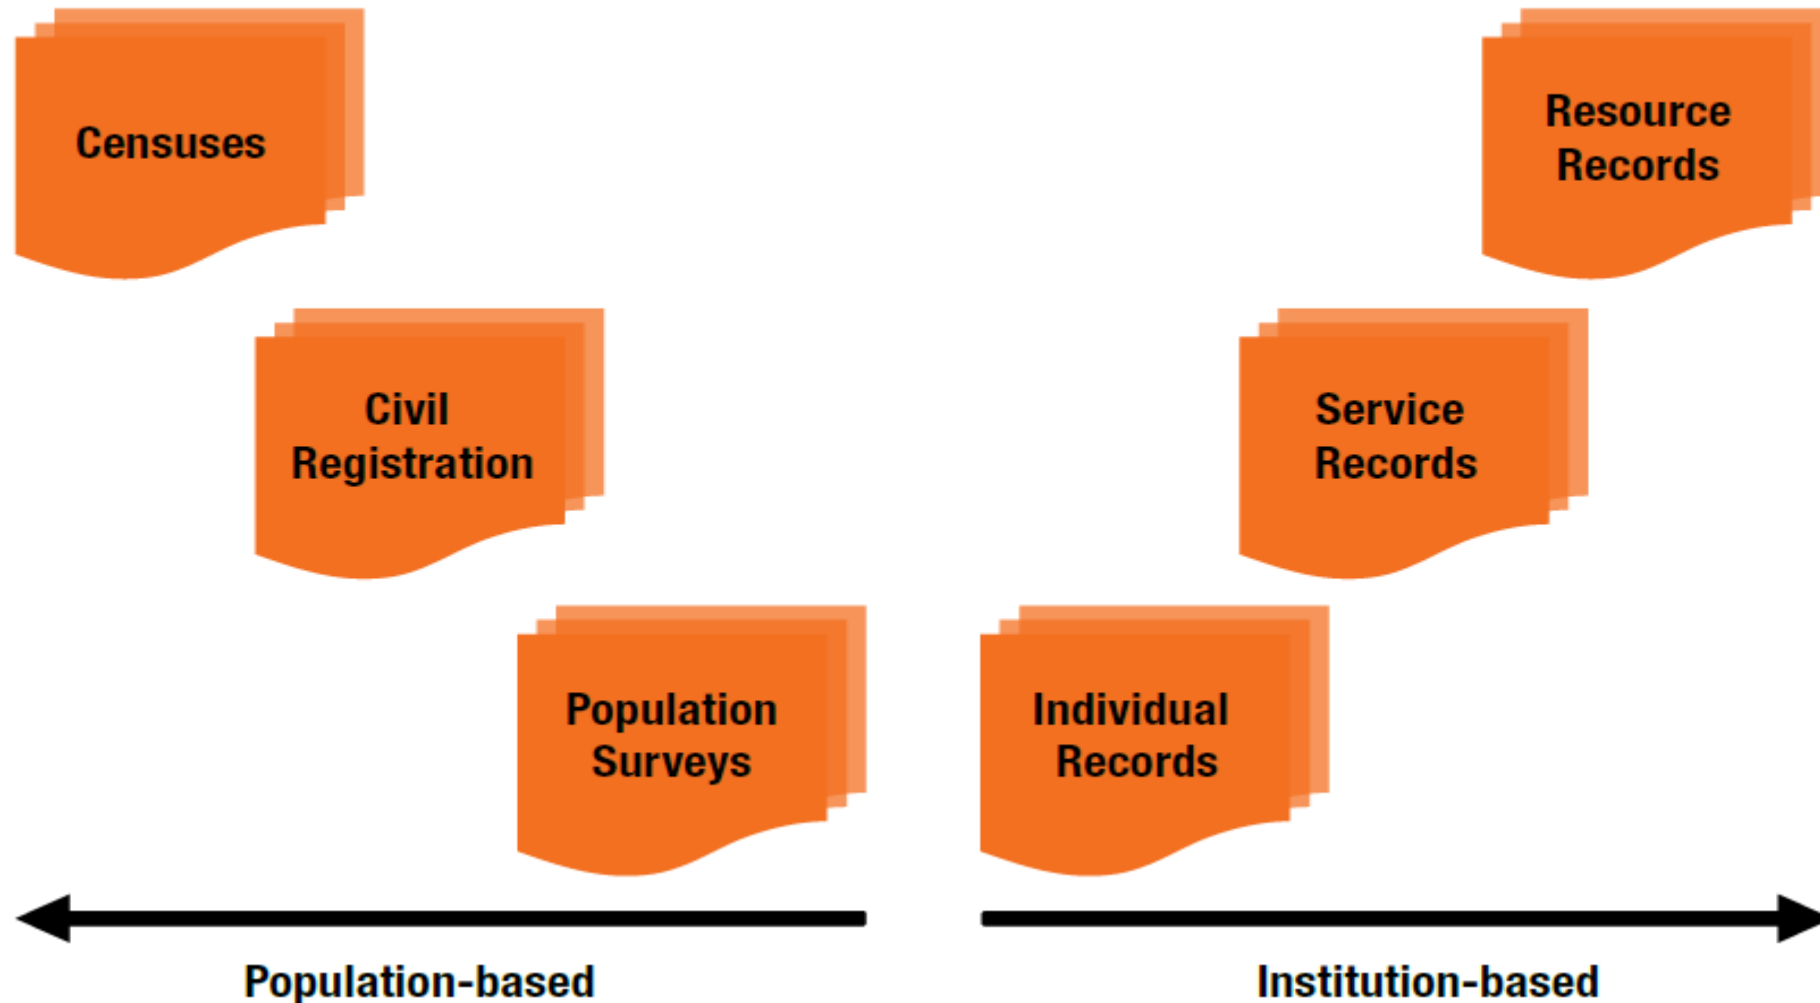 Censuses
Resource
Records
Civil
Registration
Service
Records
Population
Surveys
Individual
Records
Population-based
Institution-based